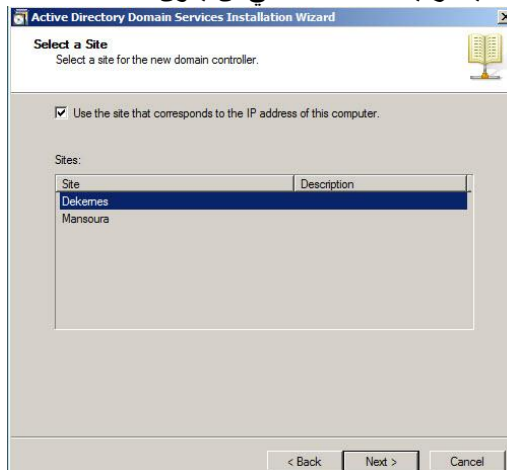 Active Directory Domain Services Installation Wizard
Select a Site
Select a site for the new domain controller.
Use the site that corresponds to the IP address of this computer.
Sites:
Site Description
Dekernes
Mansoura
< Back Next > Cancel